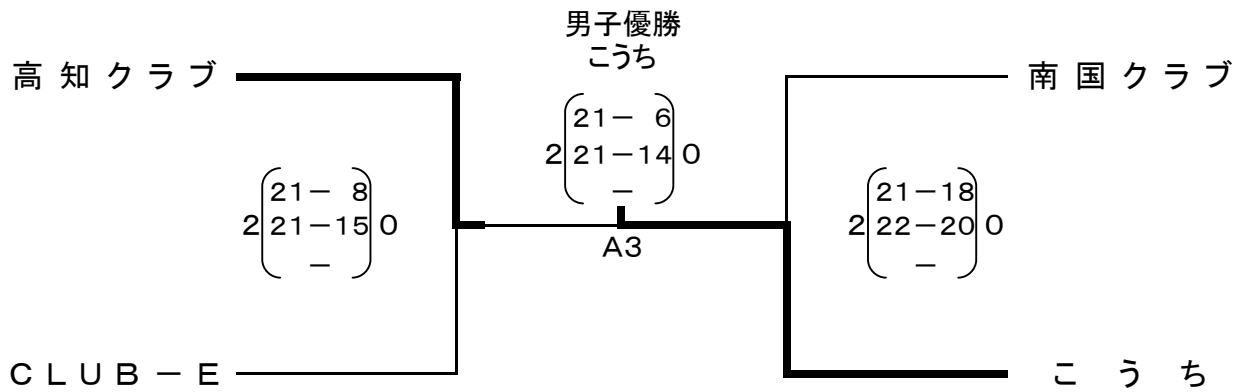 男子優勝
こうち
高知クラブ
南国クラブ
21－ 6
2 21－14 0
－
21－ 8
2 21－15 0
－
21－18
2 22－20 0
－
A3
CLUB－E
こうち